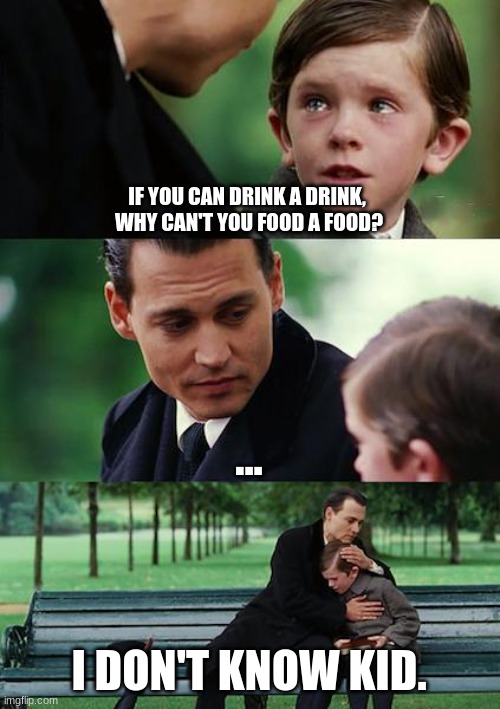 IF YOU CAN DRINK A DRINK,
WHY CAN'T YOU FOOD A FOOD?
...
I DON'T KNOW KID.
imgflip.com